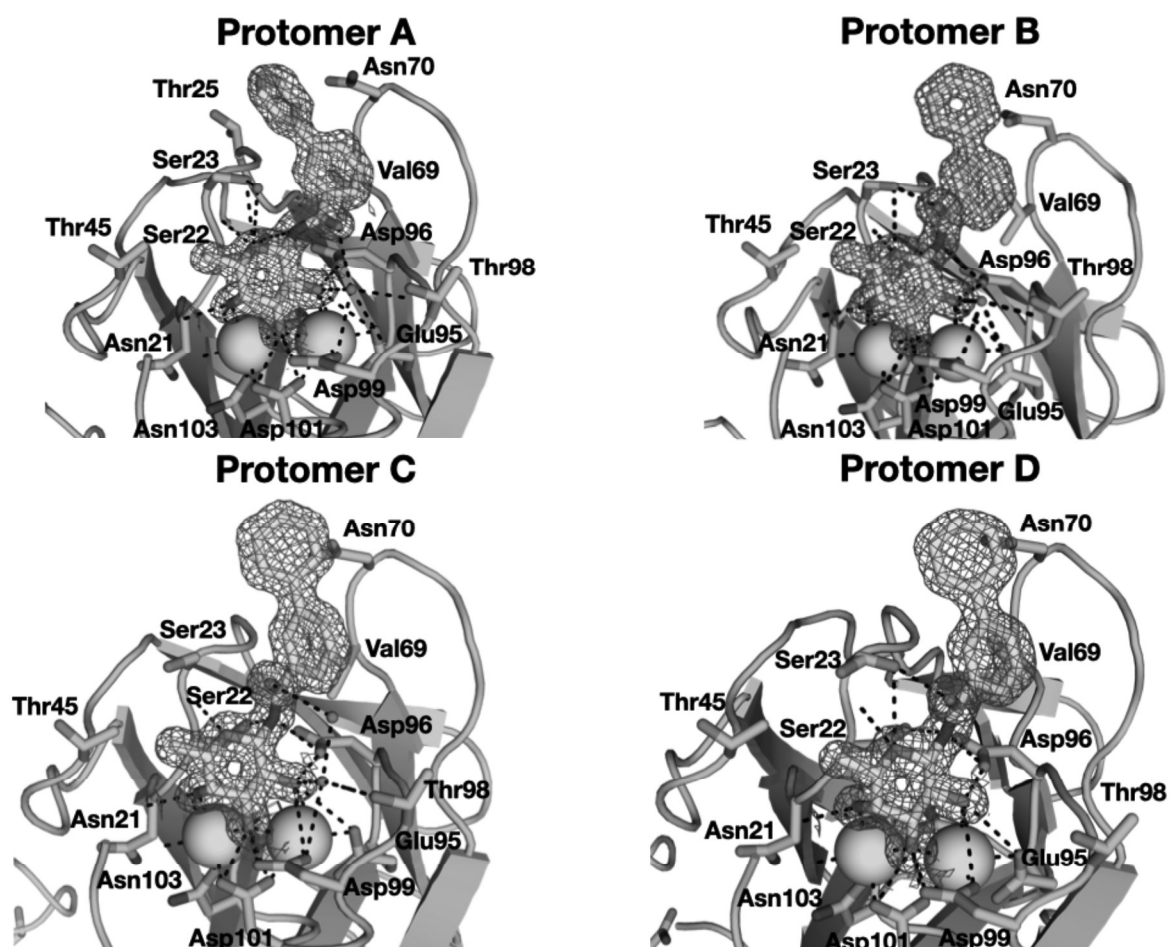 Protomer A
Asn70
Thr25
Ser23
Val69
Thr45
Ser22
Asp96
Thr98
Asn21
Glu95
Asp99
Asn103
Asp101
Protomer B
Asn70
Ser23
Val69
Thr45
Ser22
Asp96
Thr98
Asn21
Asp99
Glu95
Asn103
Asp101
Protomer C
Asn70
Ser23
Val69
Ser22
Thr45
Asp96
Thr98
Asn21
Glu95
Asn103
Asp99
Asp101
Protomer D
Asn70
Ser23
Val69
Thr45
Ser22
Asp96
Thr98
Asn21
Glu95
Asn103
Asp101
Asp99